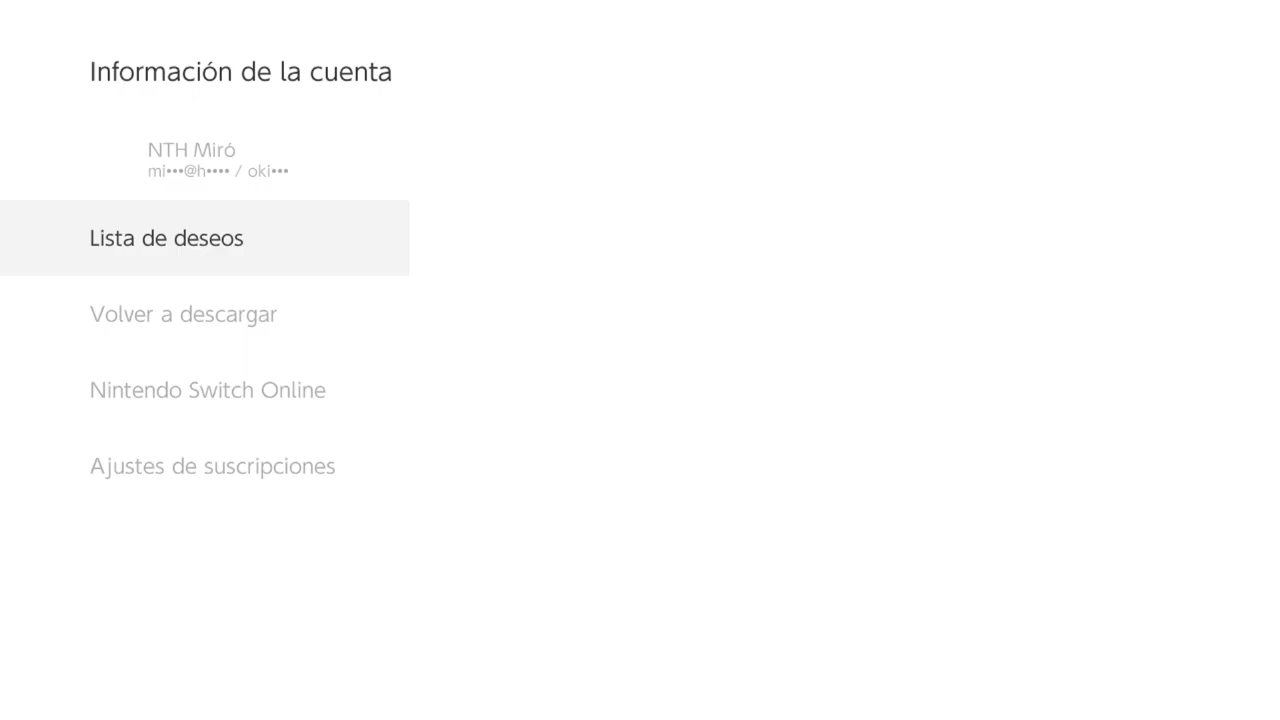 Información de la cuenta
NTH Miró
mi•••@h•••• / oki•••
Lista de deseos
Volver a descargar
Nintendo Switch Online
Ajustes de suscripciones